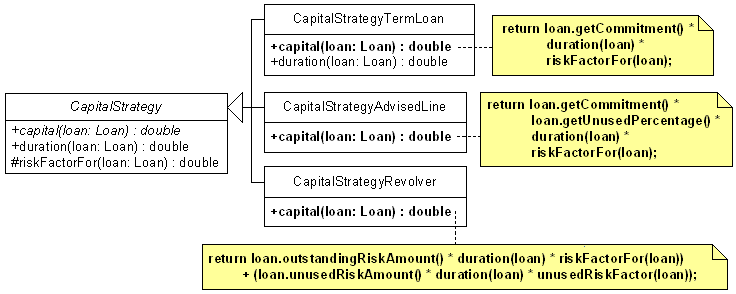 CapitalStrategyTermLoan
+capital(loan: Loan) : double
+duration(loan: Loan) : double
return loan.getCommitment() *
duration(loan) *
riskFactorFor(loan);
CapitalStrategy
+capital(loan: Loan) : double
+duration(loan: Loan) : double
#riskFactorFor(loan: Loan) : double
CapitalStrategyAdvisedLine
+capital(loan: Loan) : double
return loan.getCommitment() *
loan.getUnusedPercentage() *
duration(loan) *
riskFactorFor(loan);
CapitalStrategyRevolver
+capital(loan: Loan) : double
return loan.outstandingRiskAmount() * duration(loan) * riskFactorFor(loan))
+ (loan.unusedRiskAmount() * duration(loan) * unusedRiskFactor(loan));